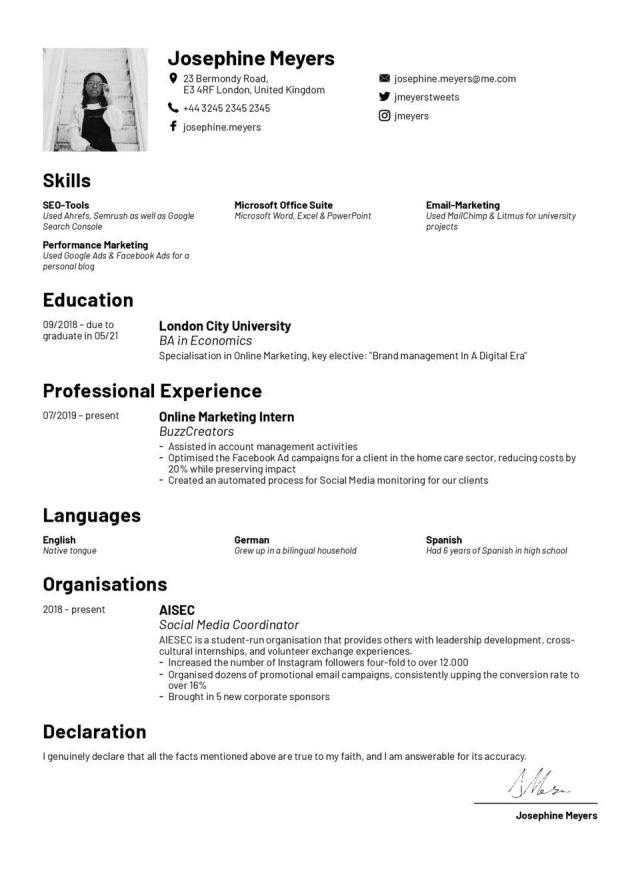 Josephine Meyers
23 Bermondy Road,
E3 4RF London, United Kingdom
+44 3245 2345 2345
josephine.meyers
josephine.meyers@me.com
jmeyerstweets
jmeyers
Skills
SEO-Tools
Used Ahrefs, Semrush as well as Google
Search Console
Microsoft Office Suite
Microsoft Word, Excel & PowerPoint
Email-Marketing
Used MailChimp & Litmus for university
projects
Performance Marketing
Used Google Ads & Facebook Ads for a
personal blog
Education
09/2018 – due to
graduate in 05/21
London City University
BA in Economics
Specialisation in Online Marketing, key elective: "Brand management In A Digital Era"
Professional Experience
07/2019 – present
Online Marketing Intern
BuzzCreators
- Assisted in account management activities
- Optimised the Facebook Ad campaigns for a client in the home care sector, reducing costs by
20% while preserving impact
- Created an automated process for Social Media monitoring for our clients
Languages
English
Native tongue
German
Grew up in a bilingual household
Spanish
Had 6 years of Spanish in high school
Organisations
2018 – present
AISEC
Social Media Coordinator
AIESEC is a student-run organisation that provides others with leadership development, cross-
cultural internships, and volunteer exchange experiences.
- Increased the number of Instagram followers four-fold to over 12.000
- Organised dozens of promotional email campaigns, consistently upping the conversion rate to
over 16%
- Brought in 5 new corporate sponsors
Declaration
I genuinely declare that all the facts mentioned above are true to my faith, and I am answerable for its accuracy.
Josephine Meyers